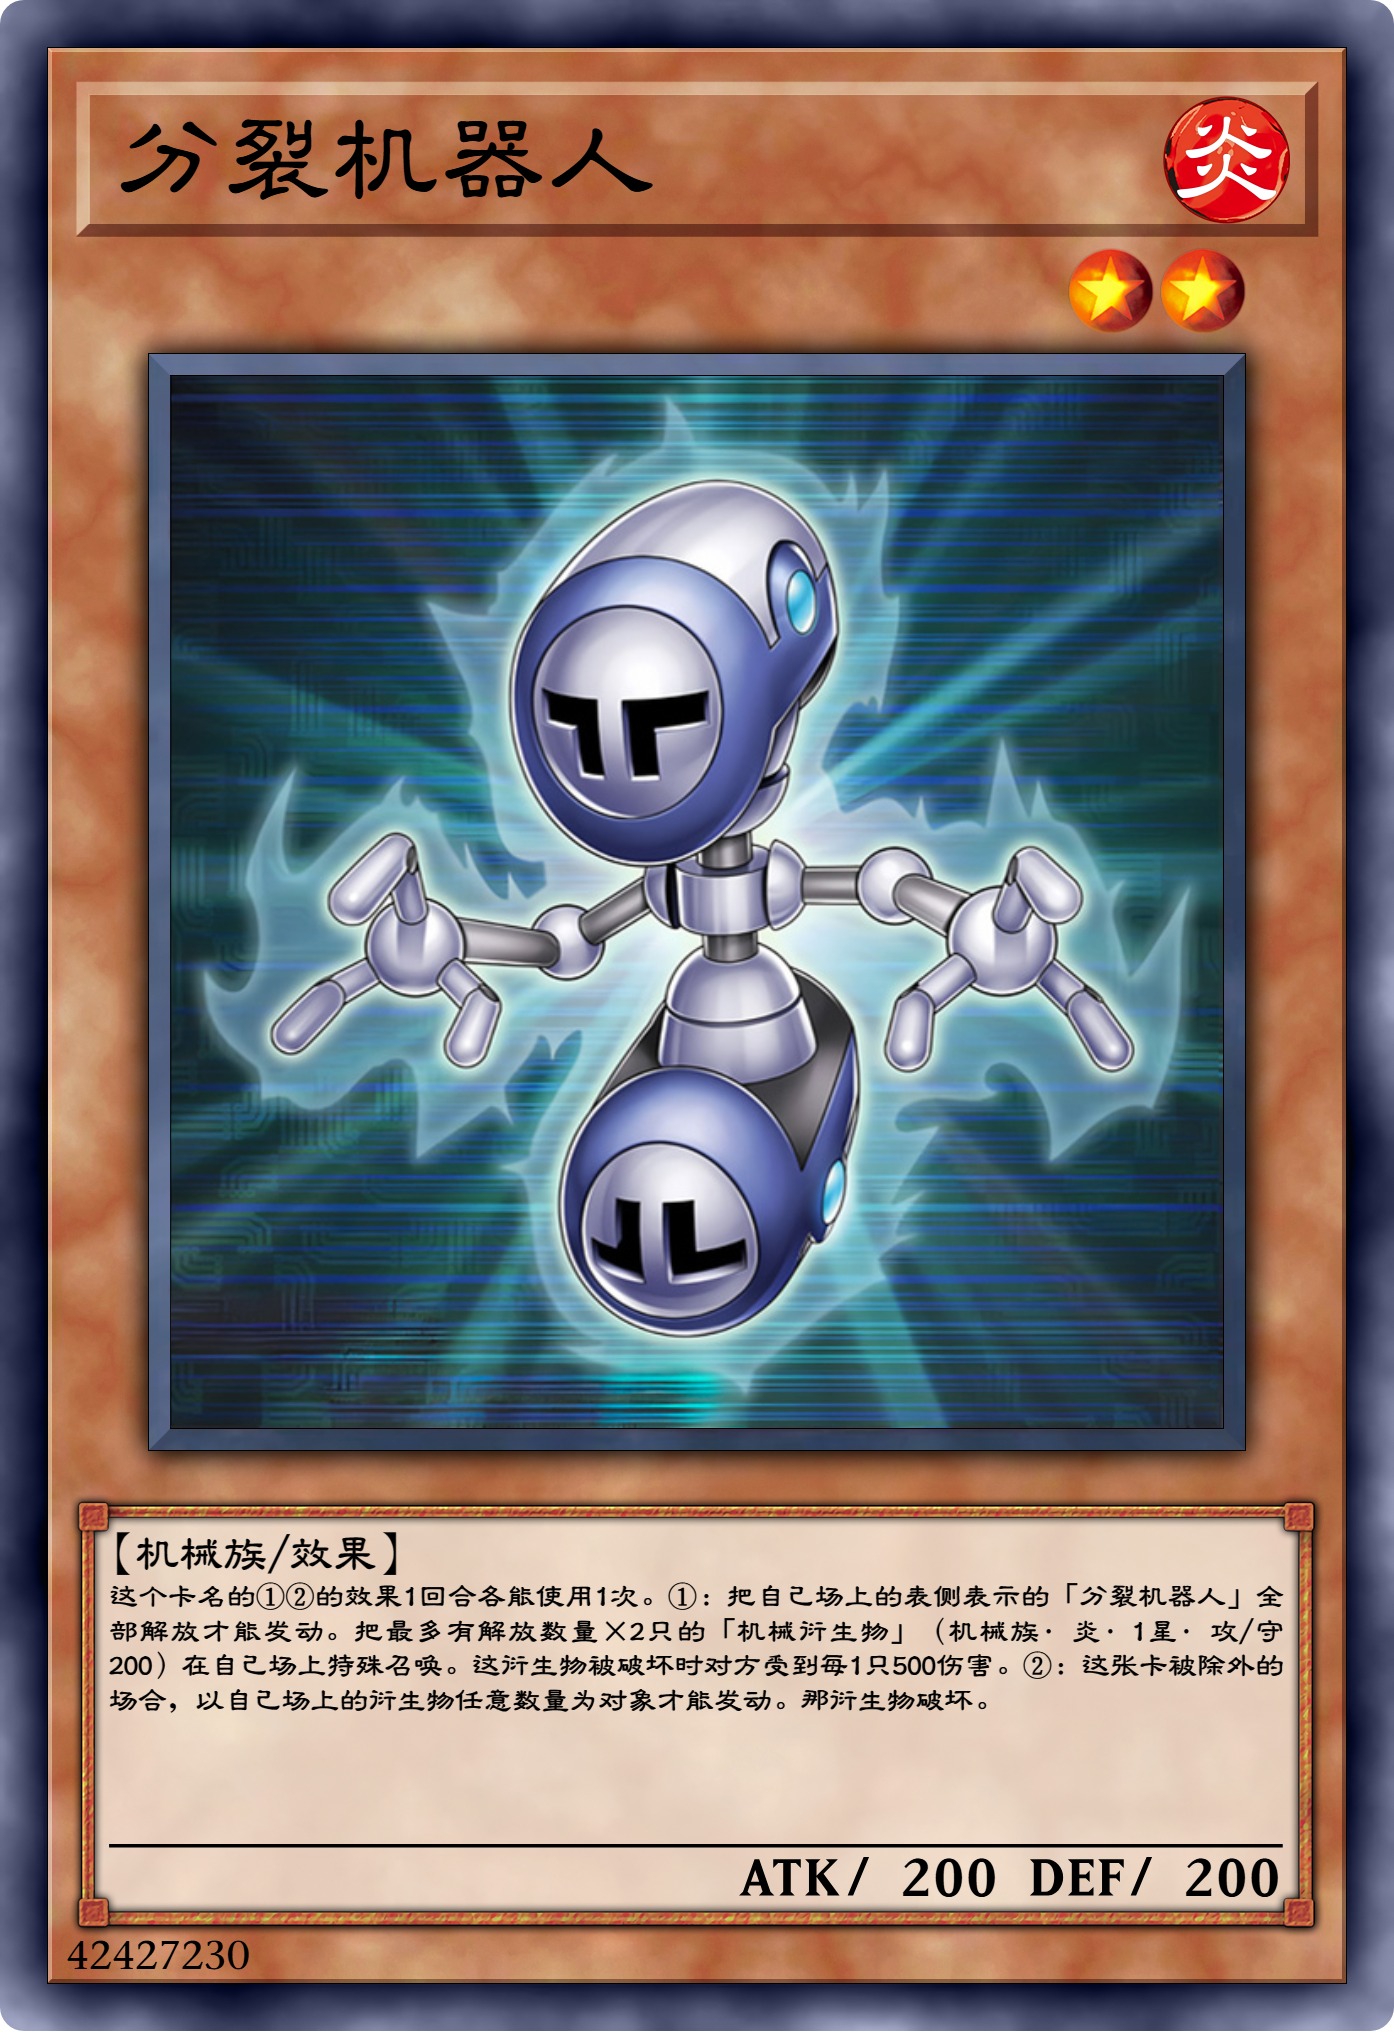 分裂机器人
炎
【机械族/效果】
这个卡名的①②的效果1回合各能使用1次。①：把自己场上的表侧表示的「分裂机器人」全
部解放才能发动。把最多有解放数量×2只的「机械衍生物」（机械族·炎·1星·攻/守
200）在自己场上特殊召唤。这衍生物被破坏时对方受到每1只500伤害。②：这张卡被除外的
场合，以自己场上的衍生物任意数量为对象才能发动。那衍生物破坏。
ATK/ 200 DEF/ 200
42427230